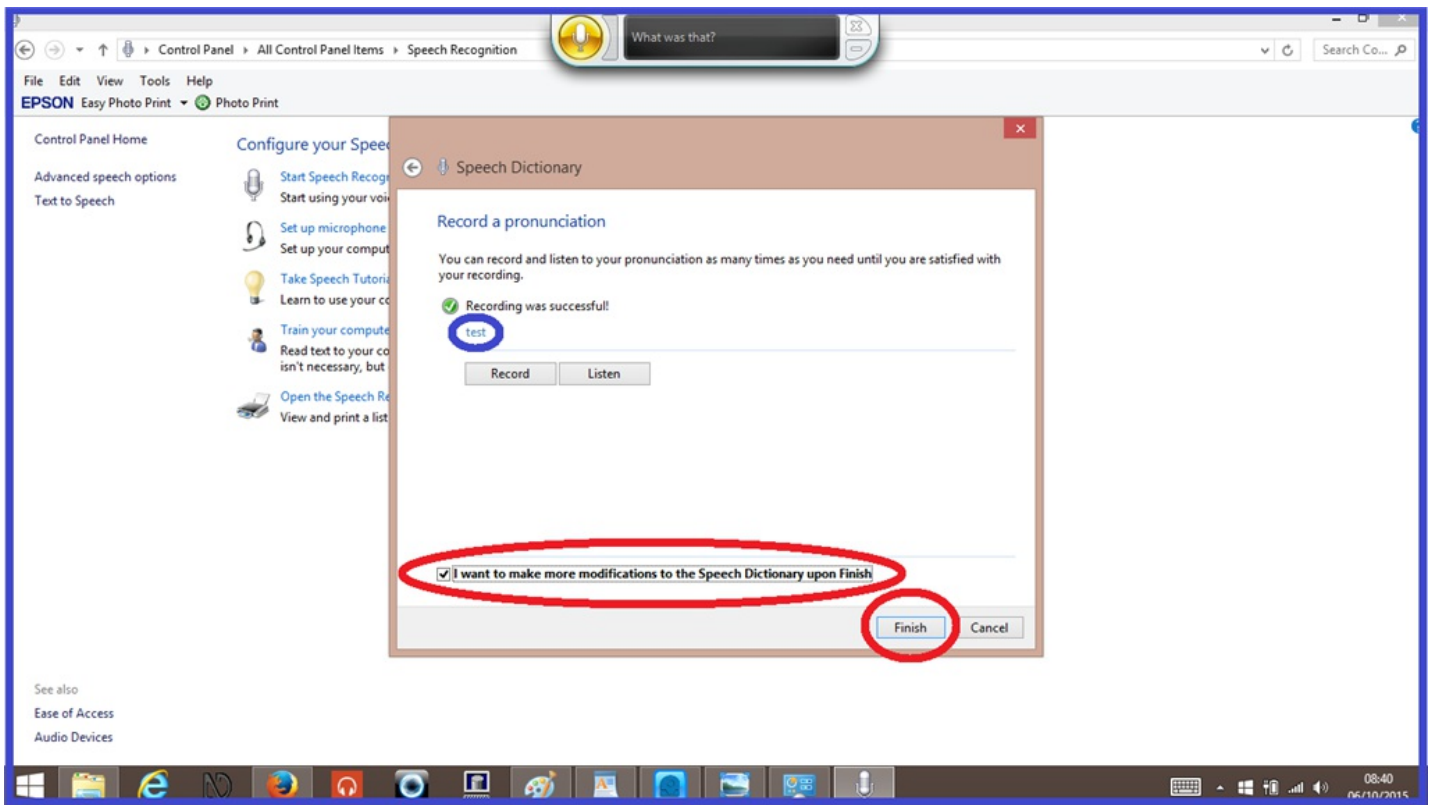 What was that?
Control Panel All Control Panel Items Speech Recognition
Search Co...
File Edit View Tools Help
EPSON Easy Photo Print Photo Print
Control Panel Home
Advanced speech options
Text to Speech
Configure your Speec
Start Speech Recogn
Start using your voi
Set up microphone
Set up your comput
Take Speech Tutoria
Learn to use your co
Train your compute
Read text to your co
isn't necessary, but
Open the Speech Re
View and print a list
Speech Dictionary
Record a pronunciation
You can record and listen to your pronunciation as many times as you need until you are satisfied with
your recording.
Recording was successful!
test
Record Listen
I want to make more modifications to the Speech Dictionary upon Finish
Finish Cancel
See also
Ease of Access
Audio Devices
08:40
06/10/2015